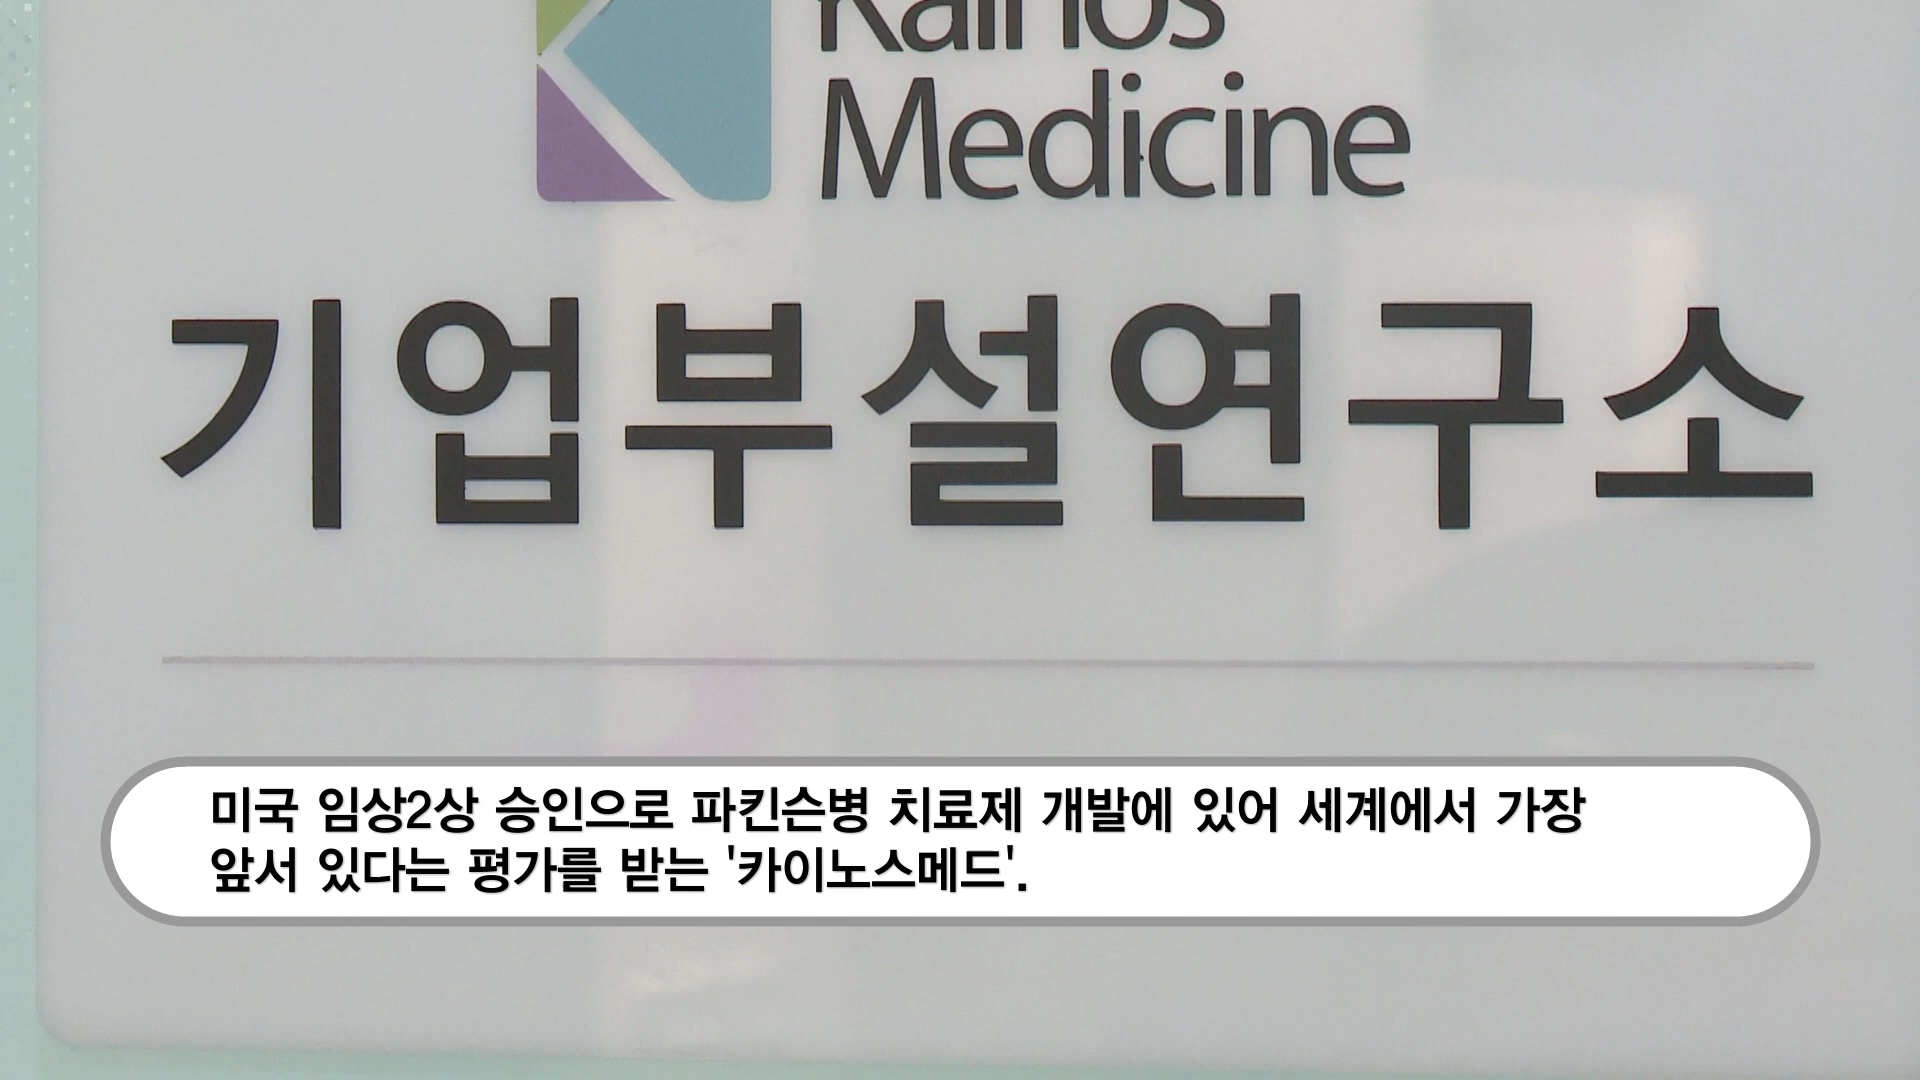 Kainos
Medicine
기업부설연구소
미국 임상2상 승인으로 파킨슨병 치료제 개발에 있어 세계에서 가장
앞서 있다는 평가를 받는 '카이노스메드'.